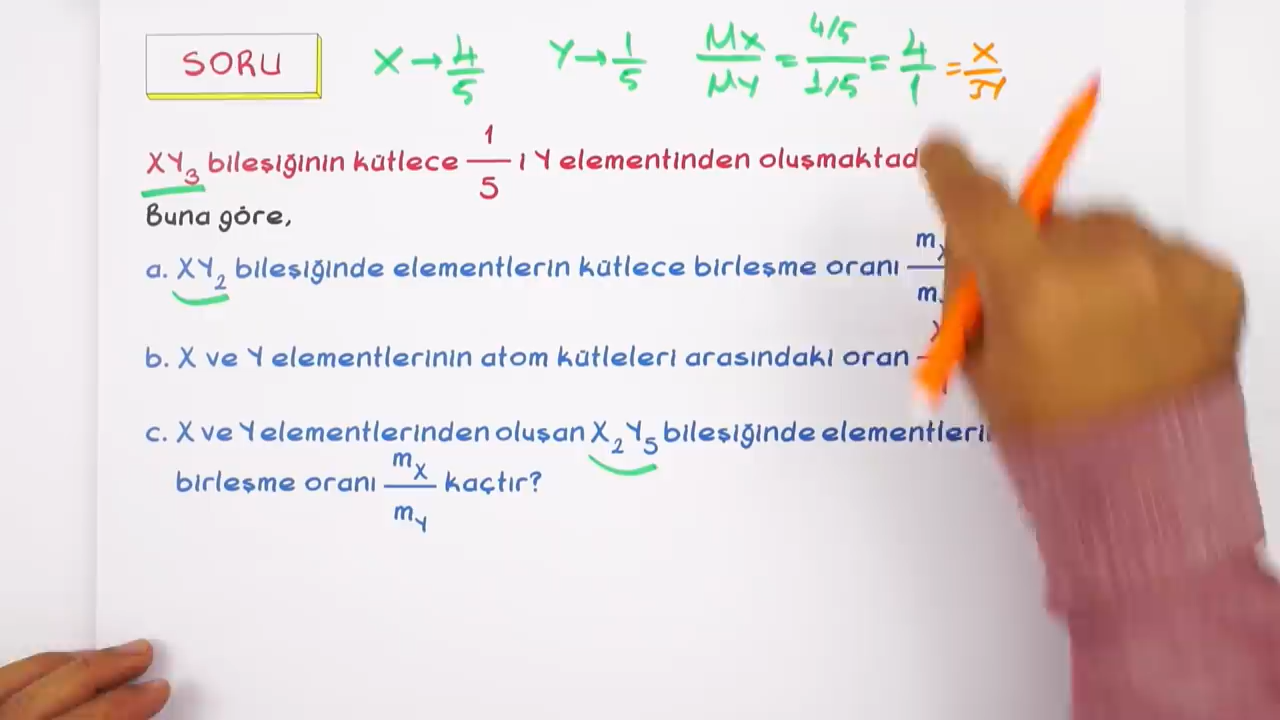 SORU X → 4/5 Y → 1/5 Mx/My = 4/5 / 1/5 = 4/1 = X/3Y
XY₃ bileşiğinin kütlece 1/5 i Y elementinden oluşmaktad
Buna göre,
a. XY₂ bileşiğinde elementlerin kütlece birleşme oranı m/m
b. X ve Y elementlerinin atom kütleleri arasındaki oran
c. X ve Y elementlerinden oluşan X₂Y₅ bileşiğinde elementleri
birleşme oranı mX/mY kaçtır?